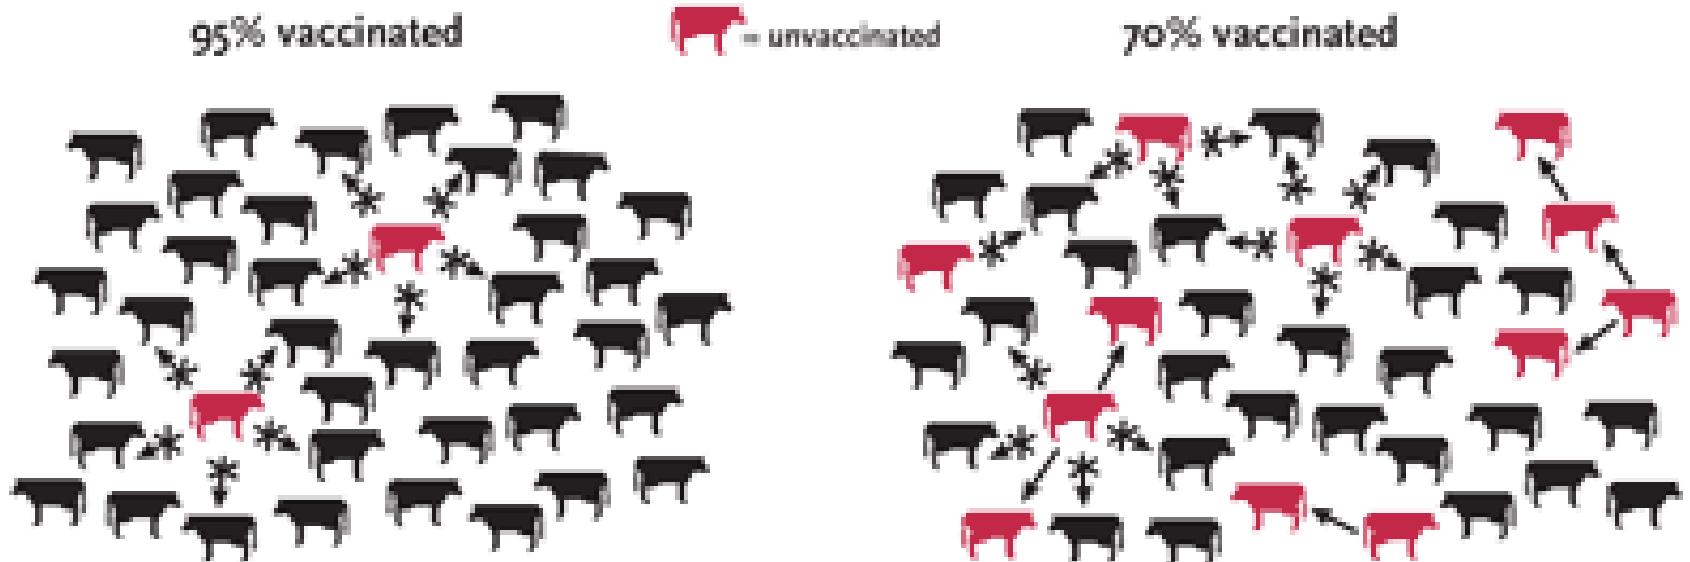 95% vaccinated
= unvaccinated
70% vaccinated